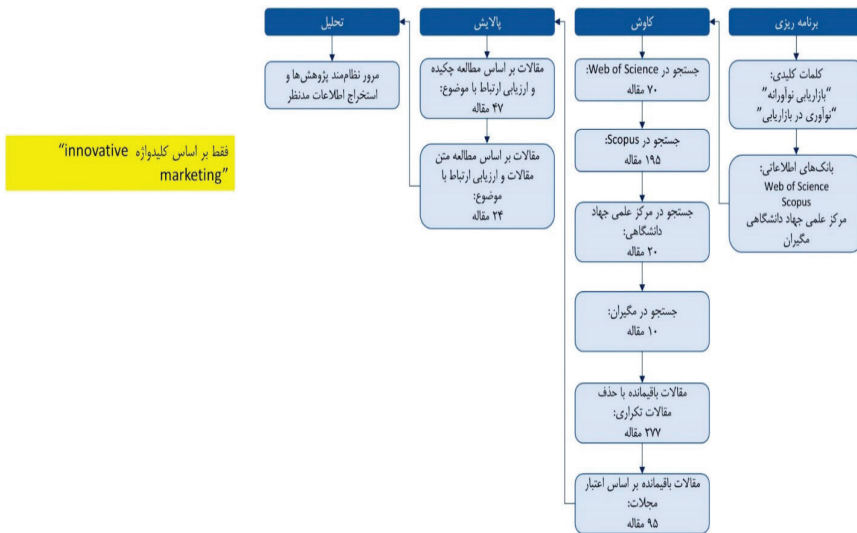 برنامه ریزی
کلمات کلیدی:
"بازاریابی نوآورانه"
"نوآوری در بازاریابی"
بانک‌های اطلاعاتی:
Web of Science
Scopus
مرکز علمی جهاد دانشگاهی
مگیران
کاوش
جستجو در Web of Science:
۷۰ مقاله
جستجو در Scopus:
۱۹۵ مقاله
جستجو در مرکز علمی جهاد
دانشگاهی:
۲۰ مقاله
جستجو در مگیران:
۱۰ مقاله
مقالات باقیمانده با حذف
مقالات تکراری:
۲۷۷ مقاله
مقالات باقیمانده بر اساس اعتبار
مجلات:
۹۵ مقاله
پالایش
مقالات بر اساس مطالعه چکیده
و ارزیابی ارتباط با موضوع:
۴۷ مقاله
مقالات بر اساس مطالعه متن
مقالات و ارزیابی ارتباط با
موضوع:
۲۴ مقاله
تحلیل
مرور نظام‌مند پژوهش‌ها و
استخراج اطلاعات مدنظر
فقط بر اساس کلیدواژه "innovative
marketing"